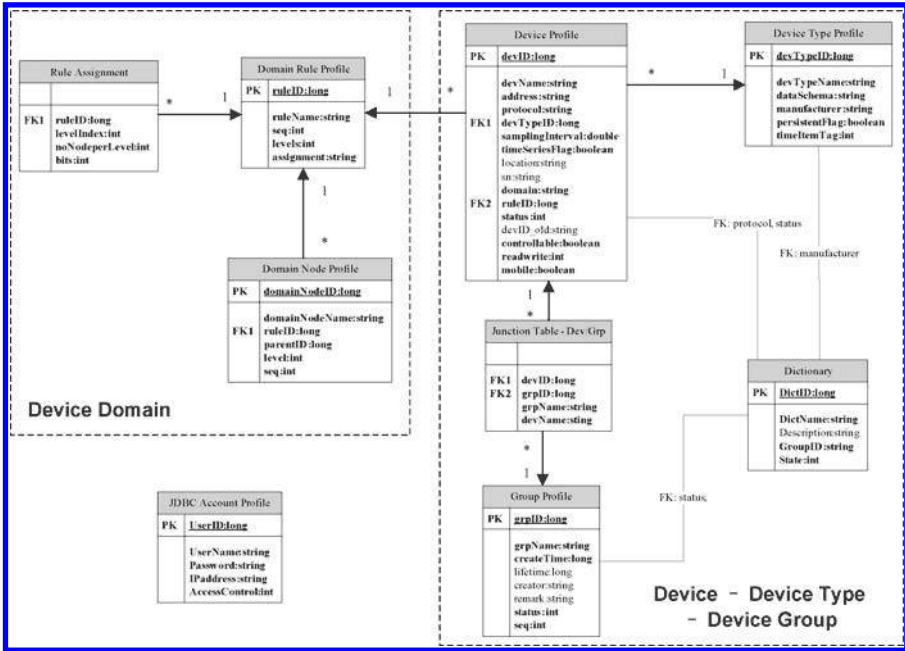 Rule Assignment
FK1 ruleID:long
levelIndex:int
noNodeperLevel:int
bits:int
* 1
Domain Rule Profile
PK ruleID:long
ruleName:string
seq:int
levels:int
assignment:string
1 *
1
*
Domain Node Profile
PK domainNodeID:long
domainNodeName:string
FK1 ruleID:long
parentID:long
level:int
seq:int
Device Domain
Device Profile
PK devID:long
devName:string
address:string
protocol:string
FK1 devTypeID:long
samplingInterval:double
timeSeriesFlag:boolean
location:string
sn:string
domain:string
FK2 ruleID:long
status:int
devID_old:string
controllable:boolean
readwrite:int
mobile:boolean
* 1
Device Type Profile
PK devTypeID:long
devTypeName:string
dataSchema:string
manufacturer:string
persistentFlag:boolean
timeItemTag:int
FK: protocol, status
FK: manufacturer
1
*
Junction Table - Dev/Grp
FK1 devID:long
FK2 grpID:long
grpName:string
devName:sting
*
1
Dictionary
PK DictID:long
DictName:string
Description:string
GroupID:string
State:int
FK: status,
Group Profile
PK grpID:long
grpName:string
createTime:long
lifetime:long
creator:string
remark:string
status:int
seq:int
JDBC Account Profile
PK UserID:long
UserName:string
Password:string
IPaddress:string
AccessControl:int
Device - Device Type
- Device Group